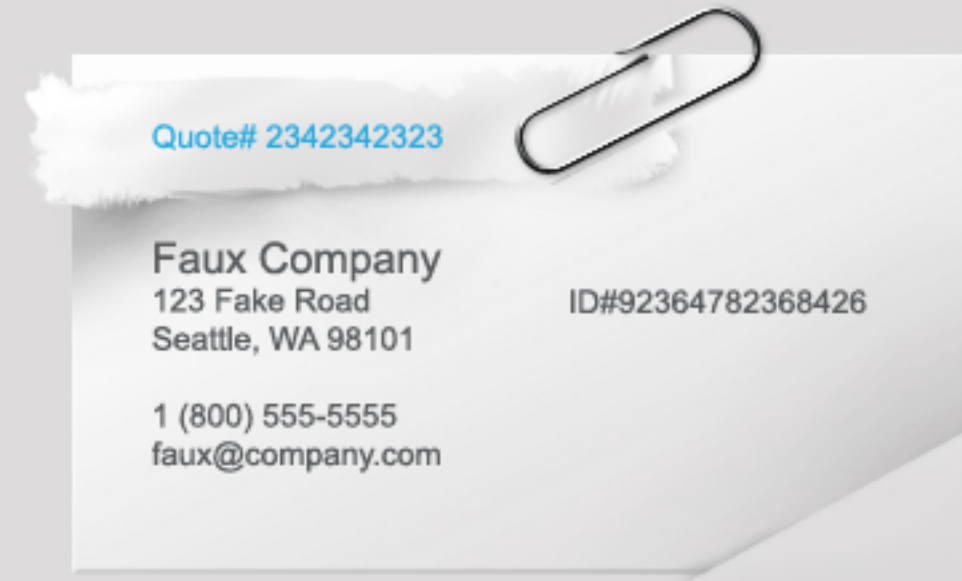 Quote# 2342342323
Faux Company
123 Fake Road
ID#92364782368426
Seattle, WA 98101
1 (800) 555-5555
faux@company.com